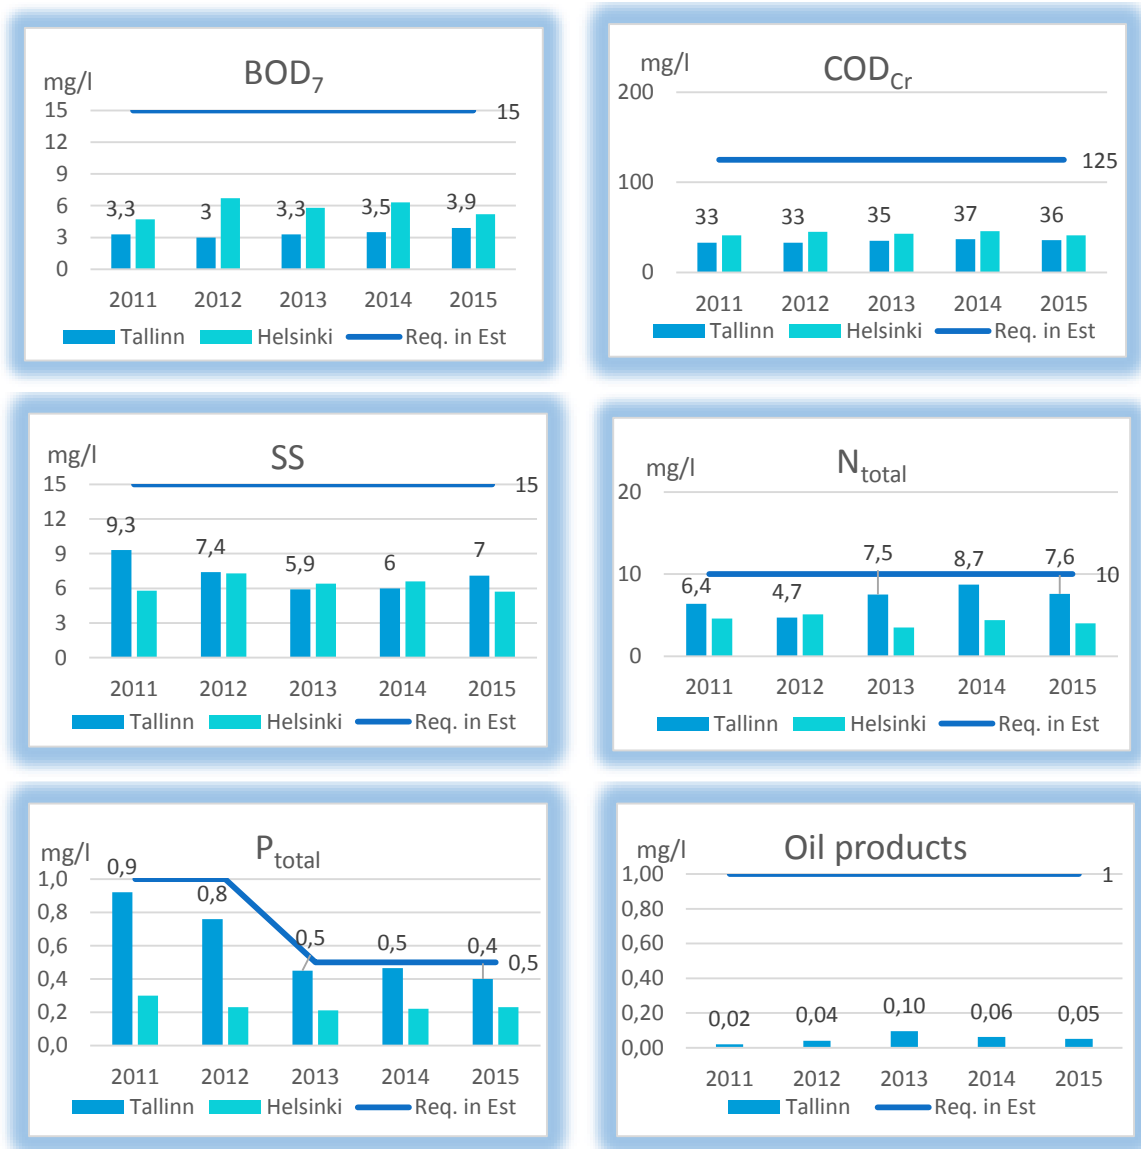 BOD7
mg/l
15
15
12
9
6
3,3
3
3,3
3,5
3,9
3
0
2011 2012 2013 2014 2015
Tallinn Helsinki Req. in Est
CODCr
mg/l
200
125
100
33
33
35
37
36
0
2011 2012 2013 2014 2015
Tallinn Helsinki Req. in Est
SS
mg/l
15
15
12
9,3
9
7,4
5,9
6
7
6
3
0
2011 2012 2013 2014 2015
Tallinn Helsinki Req. in Est
Ntotal
mg/l
20
7,5
8,7
7,6
10
10
6,4
4,7
0
2011 2012 2013 2014 2015
Tallinn Helsinki Req. in Est
Ptotal
mg/l
0,9
1,0
0,8
0,8
0,6
0,5
0,5
0,4
0,5
0,4
0,2
0,0
2011 2012 2013 2014 2015
Tallinn Helsinki Req. in Est
Oil products
mg/l
1,00
1
0,80
0,60
0,40
0,20
0,02
0,04
0,10
0,06
0,05
0,00
2011 2012 2013 2014 2015
Tallinn Req. in Est